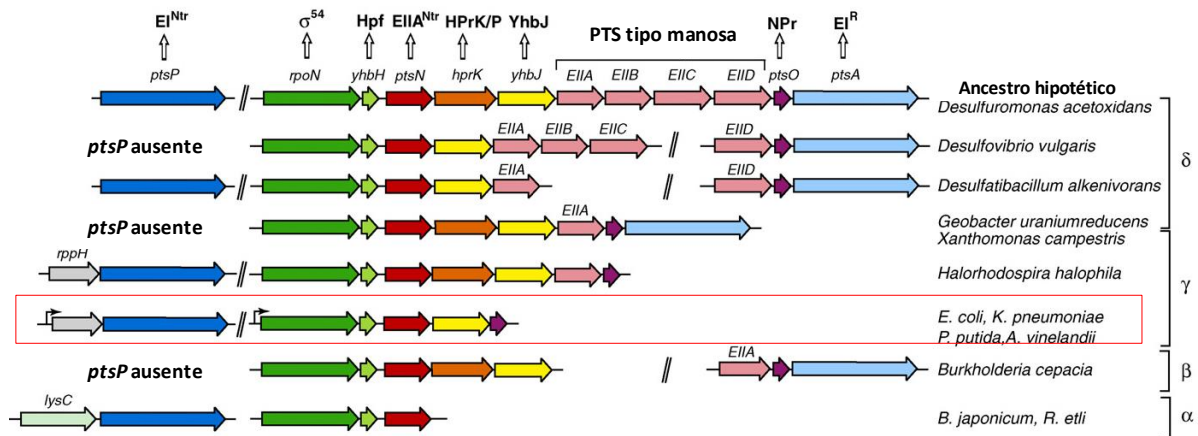 EI^Ntr σ^54 Hpf EIIA^Ntr HPrK/P YhbJ PTS tipo manosa NPr EI^R
ptsP rpoN yhbH ptsN hprK yhbJ EIIA EIIB EIIC EIID ptsO ptsA
Ancestro hipotético
Desulfuromonas acetoxidans
ptsP ausente EIIA EIIB EIIC EIID Desulfovibrio vulgaris
δ
EIIA EIID Desulfatibacillum alkenivorans
ptsP ausente EIIA Geobacter uraniumreducens
Xanthomonas campestris
rppH Halorhodospira halophila
γ
E. coli, K. pneumoniae
P. putida,A. vinelandii
ptsP ausente EIIA Burkholderia cepacia β
lysC B. japonicum, R. etli α